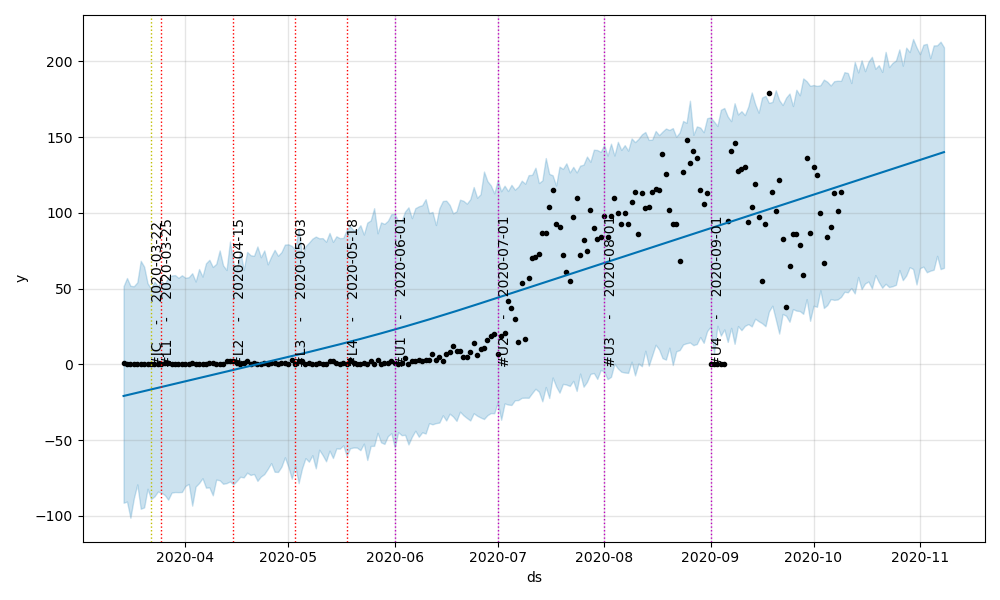 200
150
100
50
0
−50
−100
y
#JC - 2020-03-22
#L1 - 2020-03-25
#L2 - 2020-04-15
#L3 - 2020-05-03
#L4 - 2020-05-18
#U1 - 2020-06-01
#U2 - 2020-07-01
#U3 - 2020-08-01
#U4 - 2020-09-01
2020-04
2020-05
2020-06
2020-07
2020-08
2020-09
2020-10
2020-11
ds